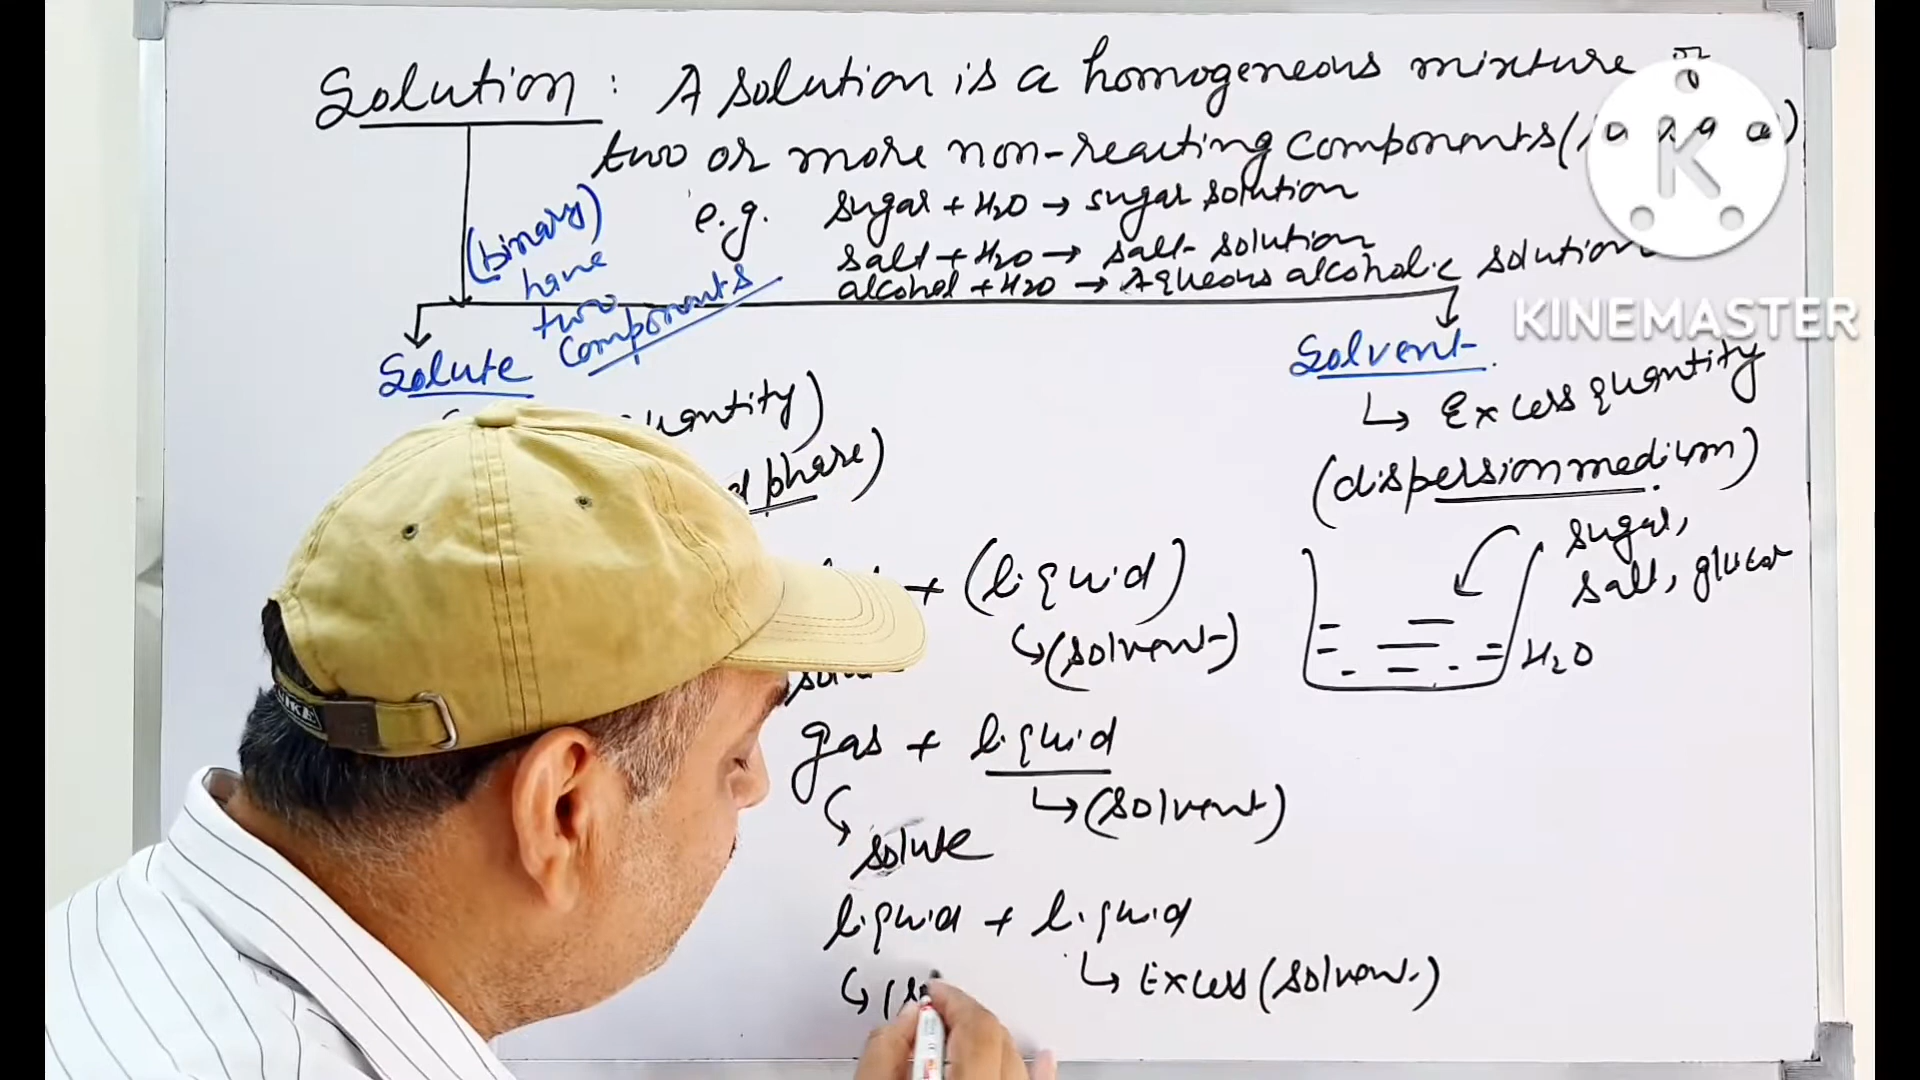 Solution : A solution is a homogeneous mixture
two or more non-reacting components(
e.g. sugar + H2O → sugar solution
salt + H2O → salt solution
alcohol + H2O → Aqueous alcoholic solution
(binary)
have
two
components
KINEMASTER
Solute
Solvent
↳ Excess quantity
phase)
(dispersion medium)
sugar,
salt,
H2O
+ (liquid)
↳(solvent)
gas + liquid
↳ solute
↳(solvent)
liquid + liquid
↳ Excess (solvent)
NIKE